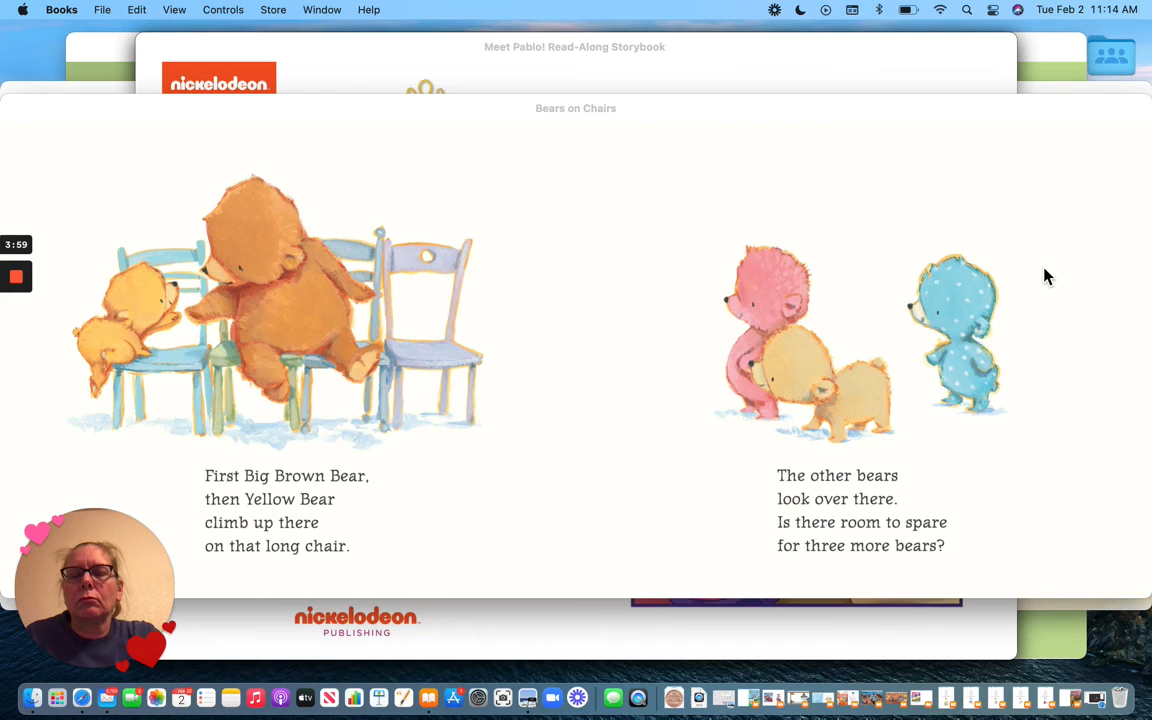 Books File Edit View Controls Store Window Help Tue Feb 2 11:14 AM
Meet Pablo! Read-Along Storybook
nickelodeon
Bears on Chairs
3:59
First Big Brown Bear,
then Yellow Bear
climb up there
on that long chair.
The other bears
look over there.
Is there room to spare
for three more bears?
nickelodeon
PUBLISHING
tv